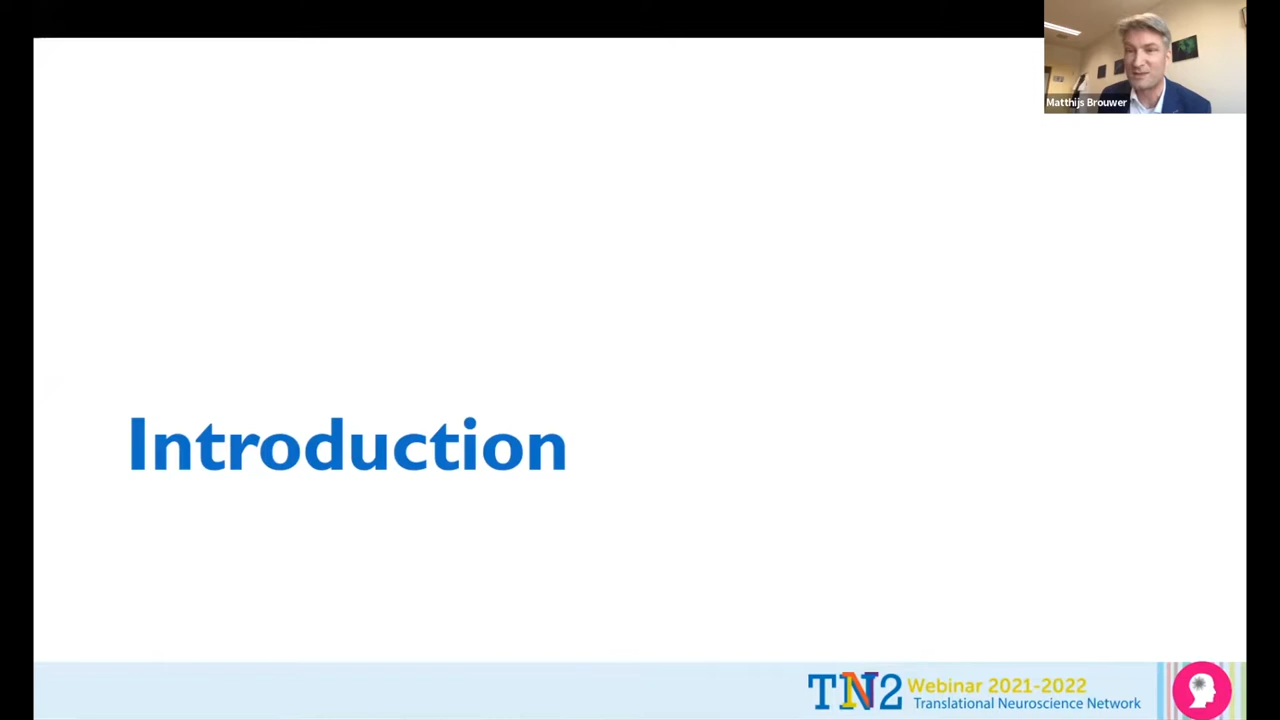 Matthijs Brouwer
Introduction
TN2 Webinar 2021-2022
Translational Neuroscience Network